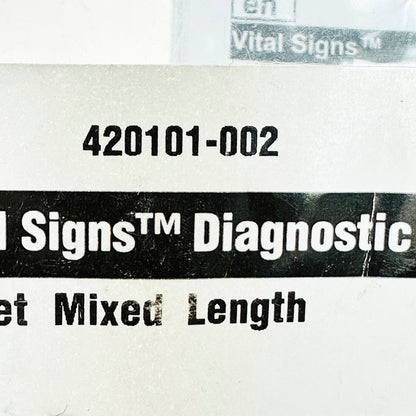 en
Vital Signs™
420101-002
l Signs™ Diagnostic
et Mixed Length